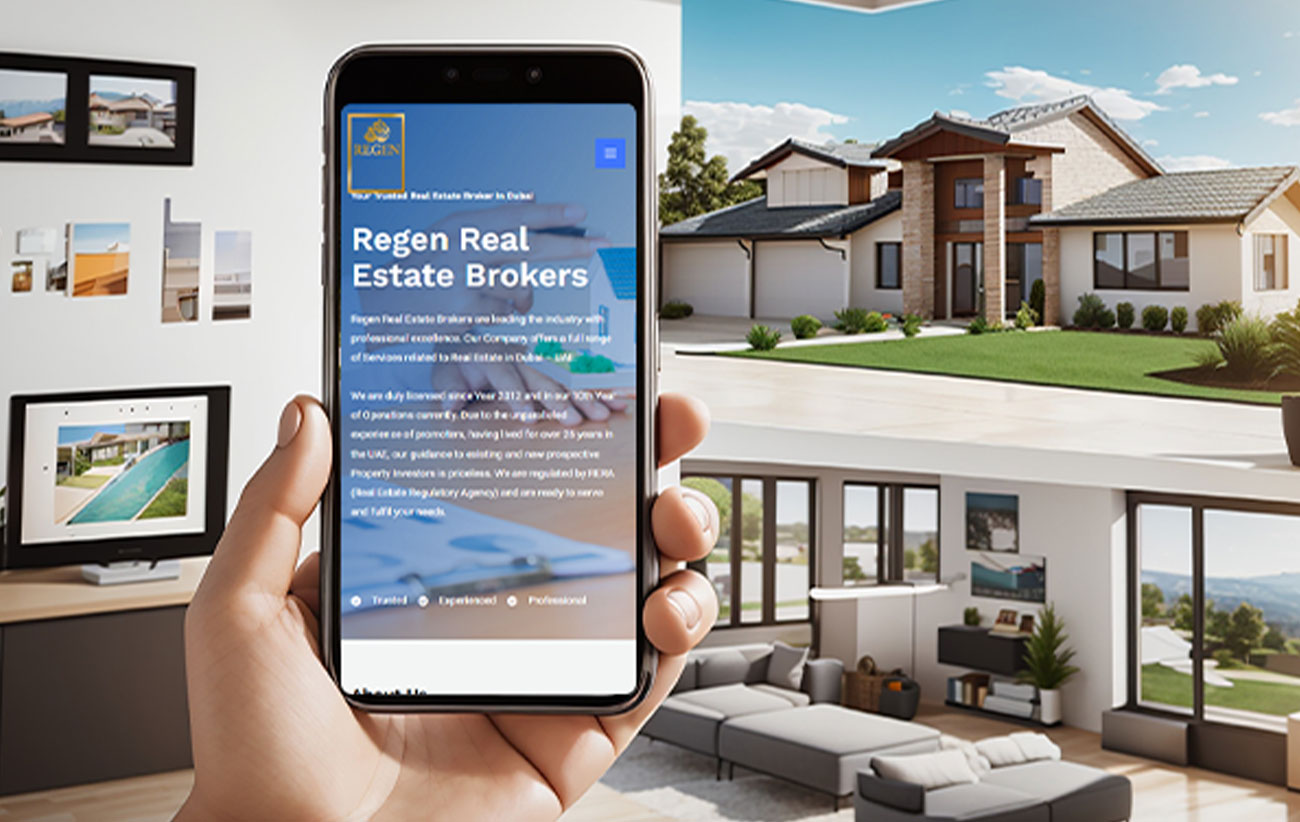 REGEN
Your Trusted Real Estate Broker In Dubai
Regen Real
Estate Brokers
Regen Real Estate Brokers are leading the industry with
professional excellence. Our Company offers a full range
of Services related to Real Estate in Dubai – UAE
We are duly licensed since Year 2012 and in our 10th Year
of Operations currently. Due to the unparalleled
experience of promoters, having lived for over 25 years in
the UAE, our guidance to existing and new prospective
Property Investors is priceless. We are regulated by RERA
(Real Estate Regulatory Agency) and are ready to serve
and fulfil your needs.
Trusted Experienced Professional
About Us